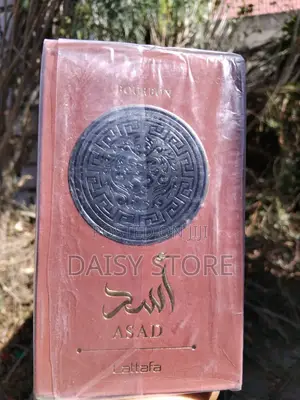 BOURBON
DAISY STORE
أسد
ASAD
Lattafa